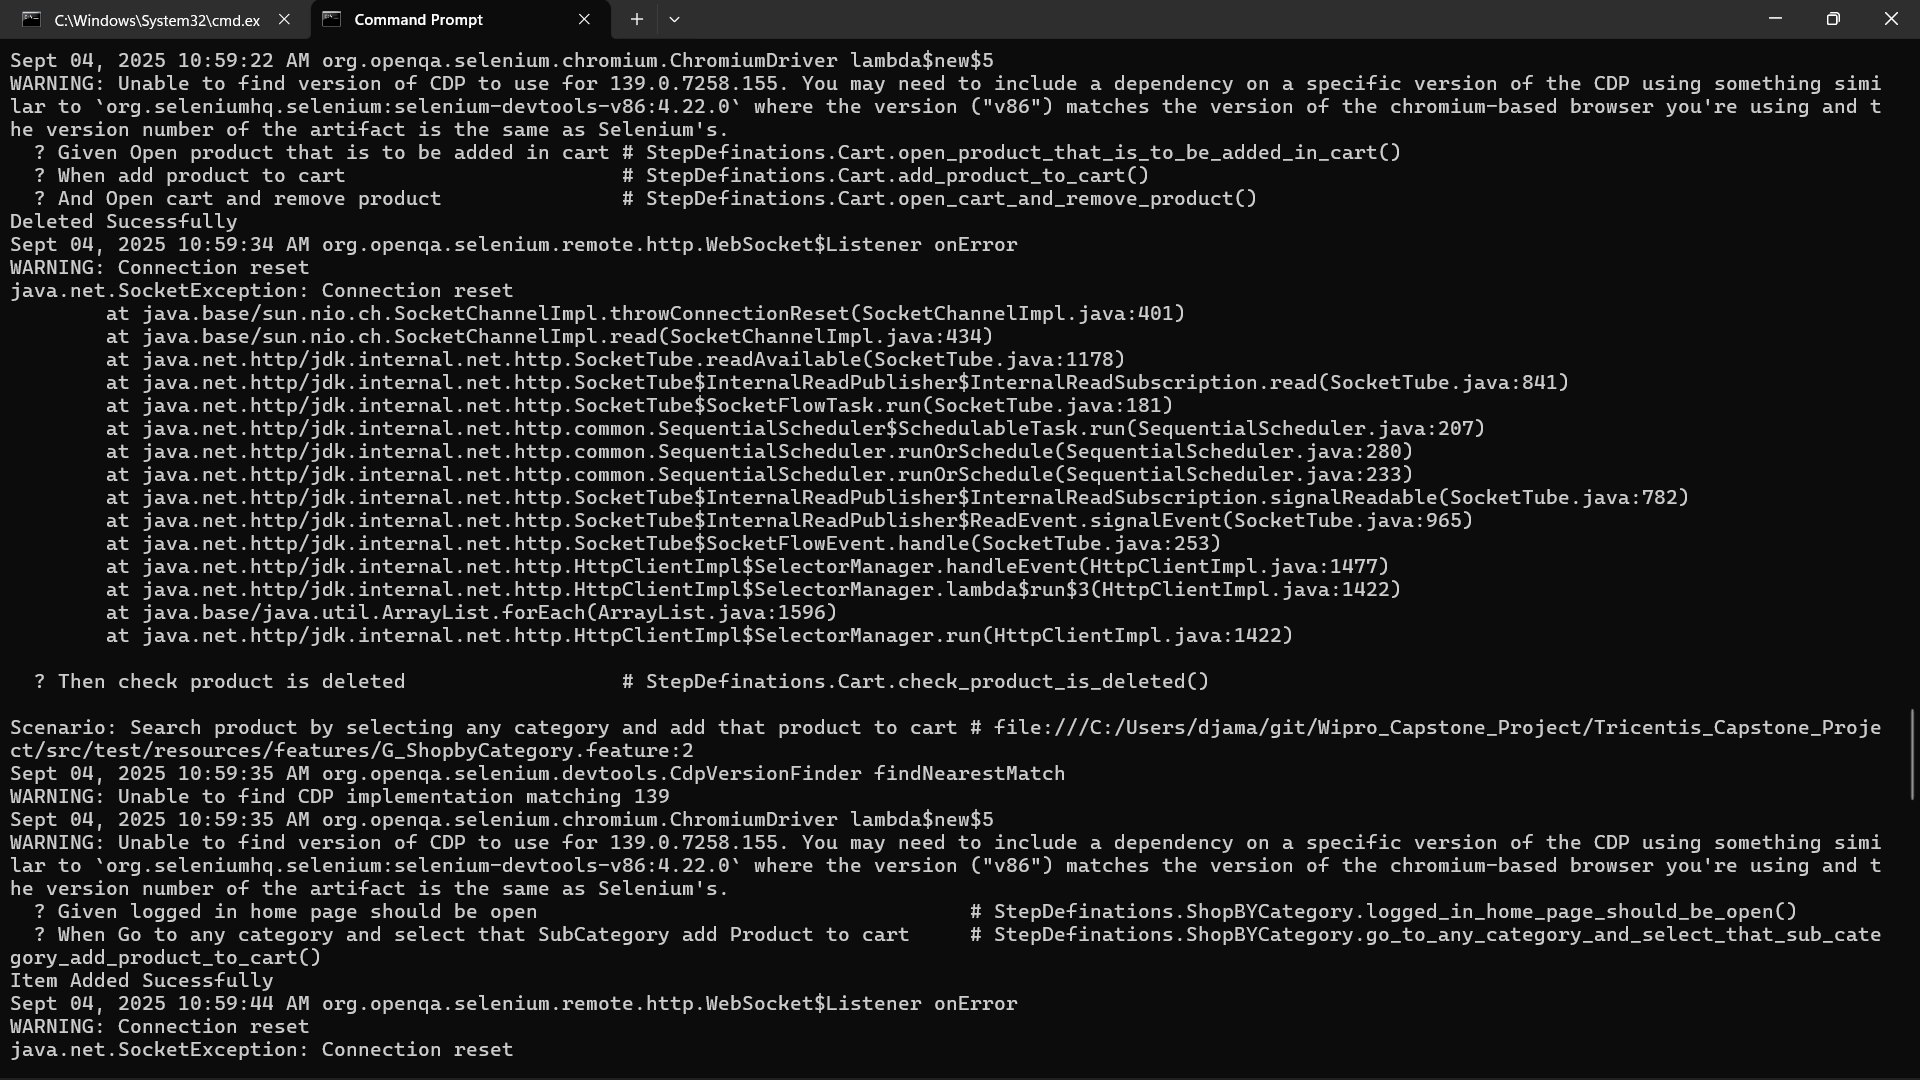 C:\Windows\System32\cmd.ex
Command Prompt
Sept 04, 2025 10:59:22 AM org.openqa.selenium.chromium.ChromiumDriver lambda$new$5
WARNING: Unable to find version of CDP to use for 139.0.7258.155. You may need to include a dependency on a specific version of the CDP using something simi
lar to `org.seleniumhq.selenium:selenium-devtools-v86:4.22.0` where the version ("v86") matches the version of the chromium-based browser you're using and t
he version number of the artifact is the same as Selenium's.
  ? Given Open product that is to be added in cart # StepDefinations.Cart.open_product_that_is_to_be_added_in_cart()
  ? When add product to cart                       # StepDefinations.Cart.add_product_to_cart()
  ? And Open cart and remove product               # StepDefinations.Cart.open_cart_and_remove_product()
Deleted Sucessfully
Sept 04, 2025 10:59:34 AM org.openqa.selenium.remote.http.WebSocket$Listener onError
WARNING: Connection reset
java.net.SocketException: Connection reset
        at java.base/sun.nio.ch.SocketChannelImpl.throwConnectionReset(SocketChannelImpl.java:401)
        at java.base/sun.nio.ch.SocketChannelImpl.read(SocketChannelImpl.java:434)
        at java.net.http/jdk.internal.net.http.SocketTube.readAvailable(SocketTube.java:1178)
        at java.net.http/jdk.internal.net.http.SocketTube$InternalReadPublisher$InternalReadSubscription.read(SocketTube.java:841)
        at java.net.http/jdk.internal.net.http.SocketTube$SocketFlowTask.run(SocketTube.java:181)
        at java.net.http/jdk.internal.net.http.common.SequentialScheduler$SchedulableTask.run(SequentialScheduler.java:207)
        at java.net.http/jdk.internal.net.http.common.SequentialScheduler.runOrSchedule(SequentialScheduler.java:280)
        at java.net.http/jdk.internal.net.http.common.SequentialScheduler.runOrSchedule(SequentialScheduler.java:233)
        at java.net.http/jdk.internal.net.http.SocketTube$InternalReadPublisher$InternalReadSubscription.signalReadable(SocketTube.java:782)
        at java.net.http/jdk.internal.net.http.SocketTube$InternalReadPublisher$ReadEvent.signalEvent(SocketTube.java:965)
        at java.net.http/jdk.internal.net.http.SocketTube$SocketFlowEvent.handle(SocketTube.java:253)
        at java.net.http/jdk.internal.net.http.HttpClientImpl$SelectorManager.handleEvent(HttpClientImpl.java:1477)
        at java.net.http/jdk.internal.net.http.HttpClientImpl$SelectorManager.lambda$run$3(HttpClientImpl.java:1422)
        at java.base/java.util.ArrayList.forEach(ArrayList.java:1596)
        at java.net.http/jdk.internal.net.http.HttpClientImpl$SelectorManager.run(HttpClientImpl.java:1422)
  ? Then check product is deleted                  # StepDefinations.Cart.check_product_is_deleted()
Scenario: Search product by selecting any category and add that product to cart # file:///C:/Users/djama/git/Wipro_Capstone_Project/Tricentis_Capstone_Proje
ct/src/test/resources/features/G_ShopbyCategory.feature:2
Sept 04, 2025 10:59:35 AM org.openqa.selenium.devtools.CdpVersionFinder findNearestMatch
WARNING: Unable to find CDP implementation matching 139
Sept 04, 2025 10:59:35 AM org.openqa.selenium.chromium.ChromiumDriver lambda$new$5
WARNING: Unable to find version of CDP to use for 139.0.7258.155. You may need to include a dependency on a specific version of the CDP using something simi
lar to `org.seleniumhq.selenium:selenium-devtools-v86:4.22.0` where the version ("v86") matches the version of the chromium-based browser you're using and t
he version number of the artifact is the same as Selenium's.
  ? Given logged in home page should be open                                    # StepDefinations.ShopBYCategory.logged_in_home_page_should_be_open()
  ? When Go to any category and select that SubCategory add Product to cart     # StepDefinations.ShopBYCategory.go_to_any_category_and_select_that_sub_cate
gory_add_product_to_cart()
Item Added Sucessfully
Sept 04, 2025 10:59:44 AM org.openqa.selenium.remote.http.WebSocket$Listener onError
WARNING: Connection reset
java.net.SocketException: Connection reset